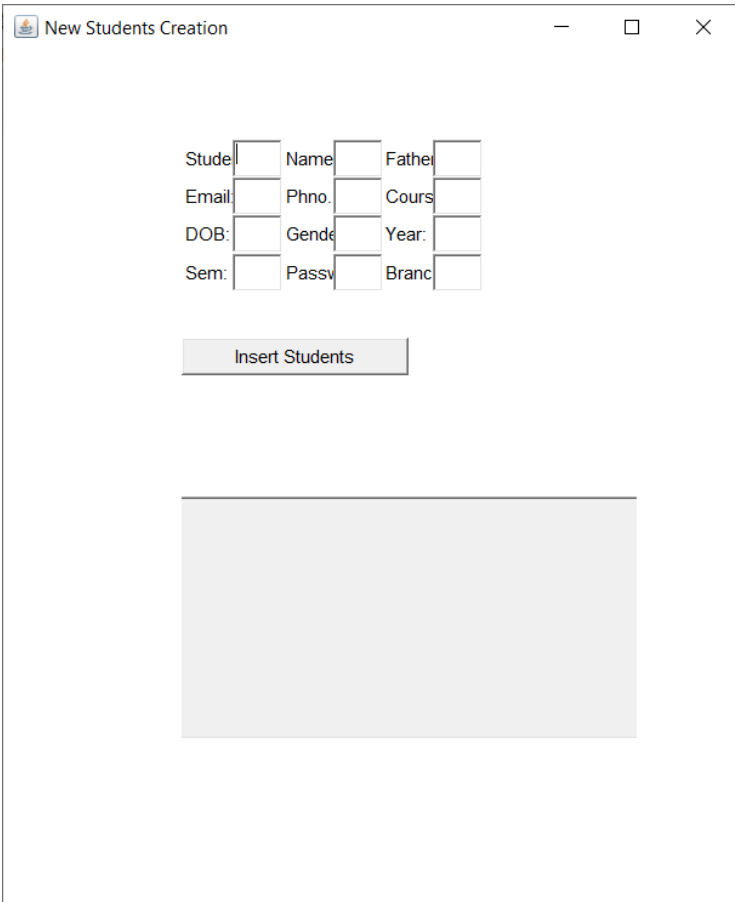 New Students Creation
Stude Name Father
Email: Phno. Cours
DOB: Gende Year:
Sem: Passw Branc
Insert Students